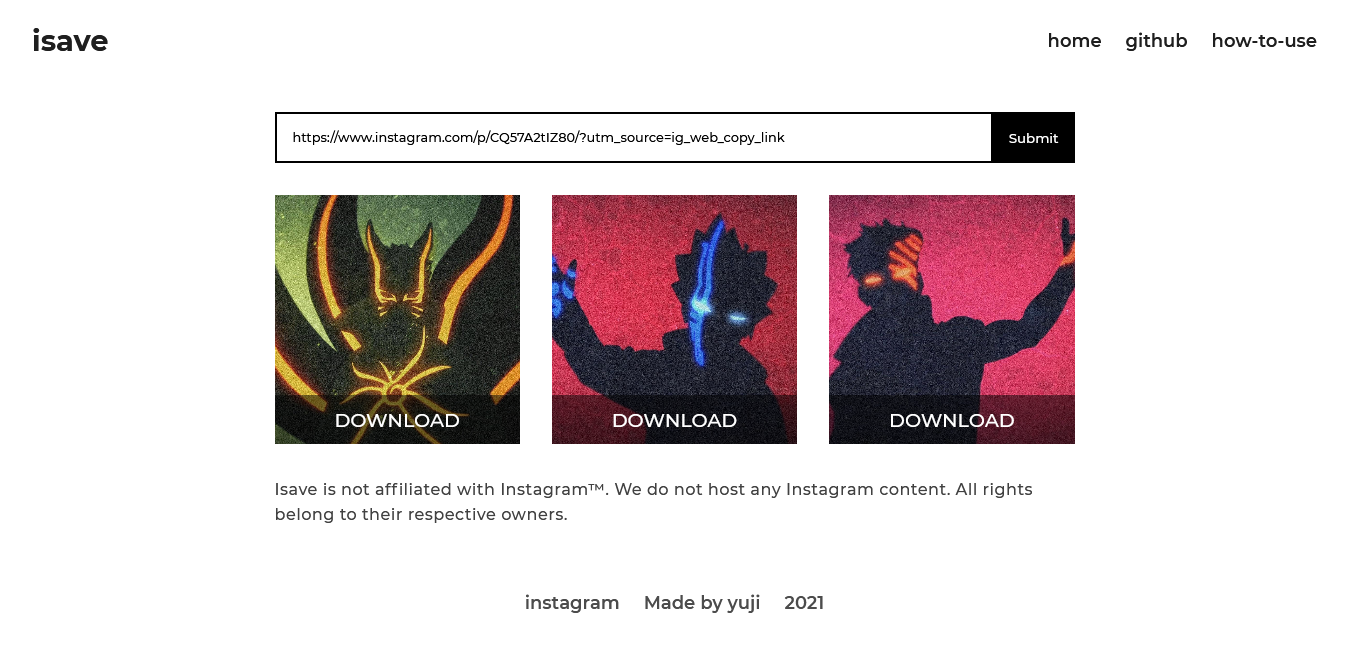 isave
home github how-to-use
https://www.instagram.com/p/CQ57A2tIZ80/?utm_source=ig_web_copy_link
Submit
DOWNLOAD DOWNLOAD DOWNLOAD
Isave is not affiliated with Instagram™. We do not host any Instagram content. All rights
belong to their respective owners.
instagram Made by yuji 2021